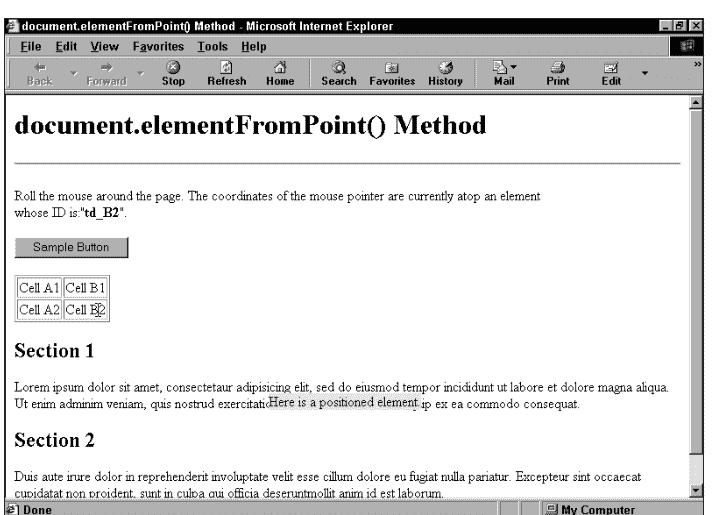 document.elementFromPoint() Method - Microsoft Internet Explorer
File Edit View Favorites Tools Help
Back Forward Stop Refresh Home Search Favorites History Mail Print Edit
document.elementFromPoint() Method
Roll the mouse around the page. The coordinates of the mouse pointer are currently atop an element
whose ID is:"td_B2".
Sample Button
Cell A1 Cell B1
Cell A2 Cell B2
Section 1
Lorem ipsum dolor sit amet, consectetaur adipisicing elit, sed do eiusmod tempor incididunt ut labore et dolore magna aliqua.
Ut enim adminim veniam, quis nostrud exercitatio Here is a positioned element ip ex ea commodo consequat.
Section 2
Duis aute irure dolor in reprehenderit involuptate velit esse cillum dolore eu fugiat nulla pariatur. Excepteur sint occaecat
cupidatat non proident, sunt in culpa qui officia deseruntmollit anim id est laborum.
Done My Computer